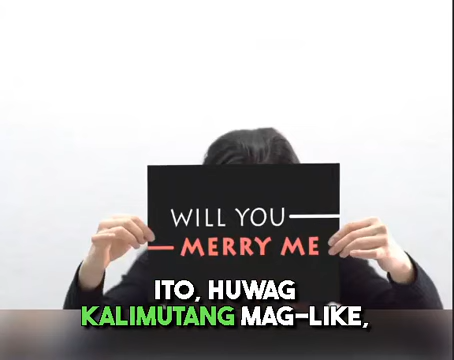 WILL YOU
MERRY ME
ITO, HUWAG
KALIMUTANG MAG-LIKE,